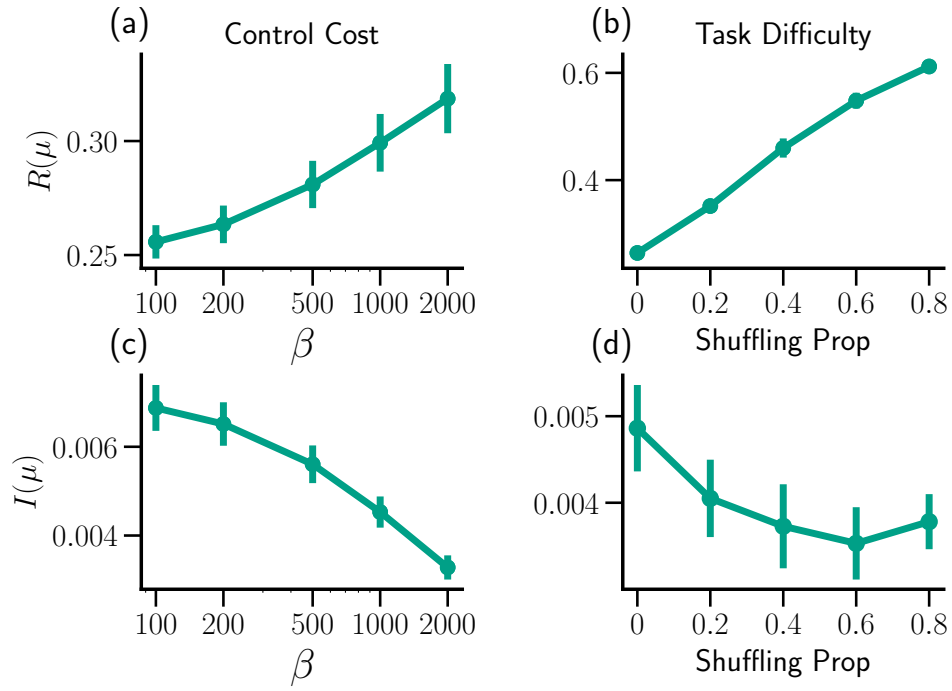 (a) Control Cost
R(μ)
0.30
0.25
100 200 500 1000 2000
β
(b) Task Difficulty
0.6
0.4
0 0.2 0.4 0.6 0.8
Shuffling Prop
(c)
I(μ)
0.006
0.004
100 200 500 1000 2000
β
(d)
0.005
0.004
0 0.2 0.4 0.6 0.8
Shuffling Prop